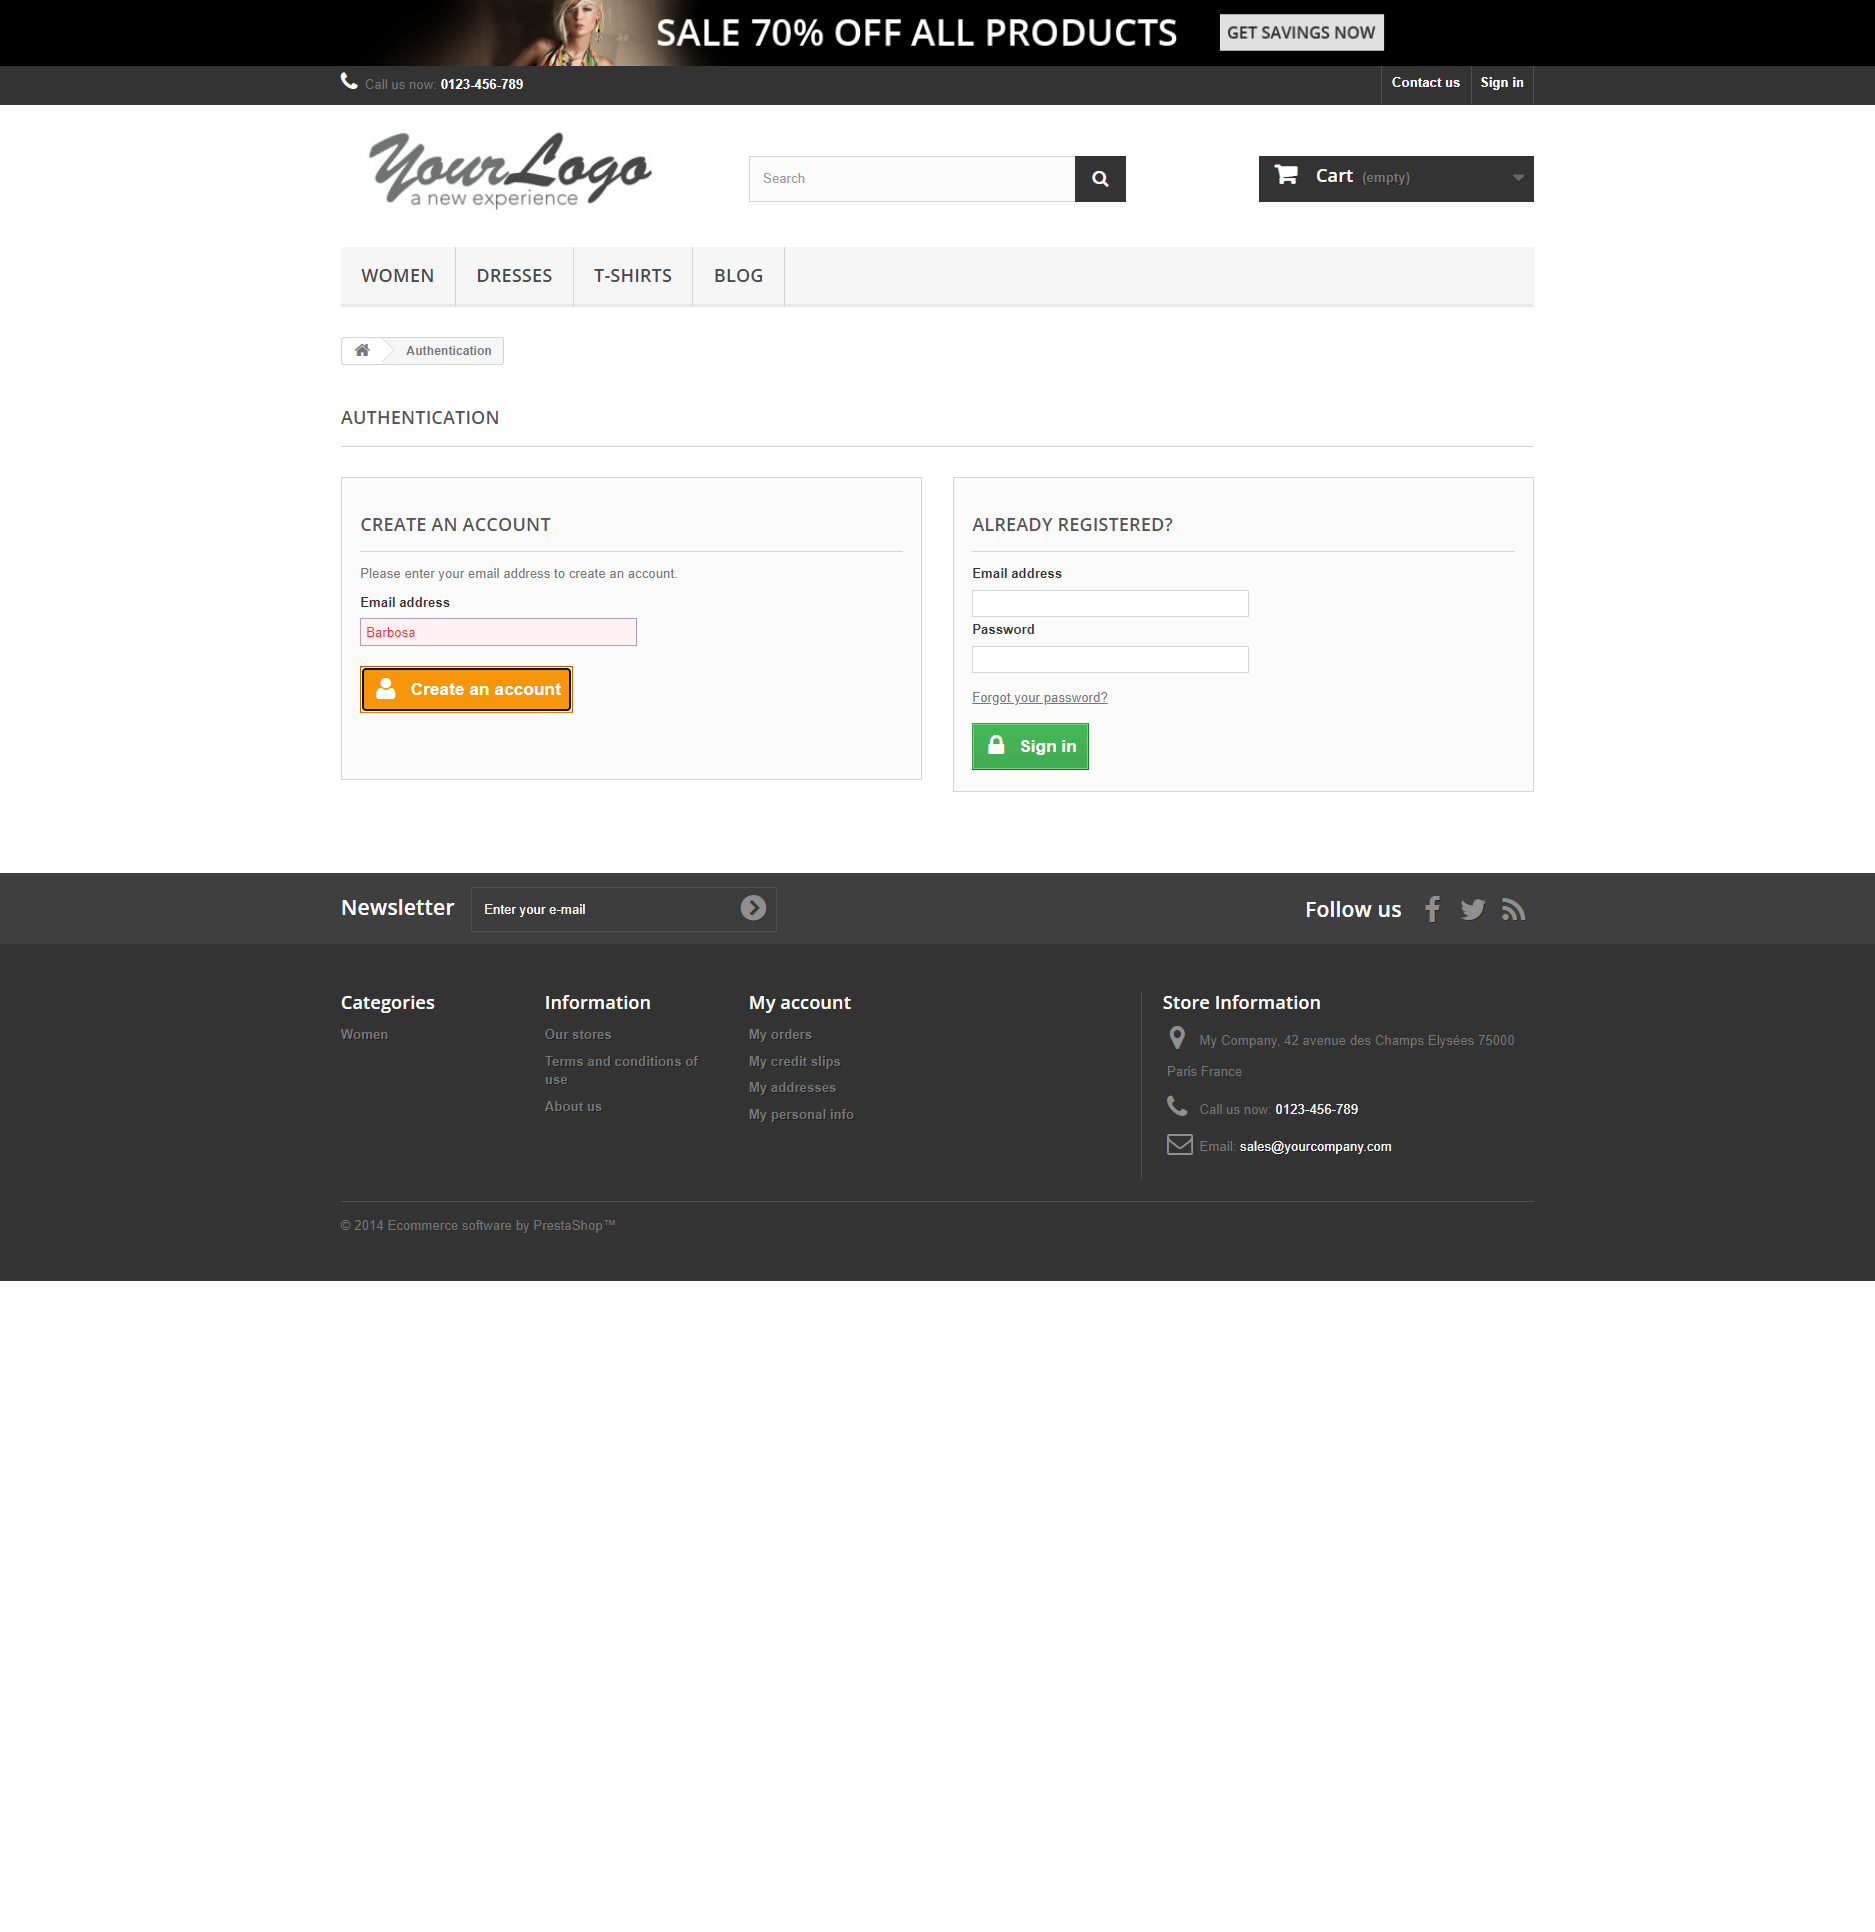 SALE 70% OFF ALL PRODUCTS
GET SAVINGS NOW
Call us now: 0123-456-789
Contact us
Sign in
YourLogo
a new experience
Search
Cart (empty)
WOMEN
DRESSES
T-SHIRTS
BLOG
Authentication
AUTHENTICATION
CREATE AN ACCOUNT
Please enter your email address to create an account.
Email address
Barbosa
Create an account
ALREADY REGISTERED?
Email address
Password
Forgot your password?
Sign in
Newsletter
Enter your e-mail
Follow us
Categories
Women
Information
Our stores
Terms and conditions of
use
About us
My account
My orders
My credit slips
My addresses
My personal info
Store Information
My Company, 42 avenue des Champs Elysées 75000
Paris France
Call us now: 0123-456-789
Email: sales@yourcompany.com
© 2014 Ecommerce software by PrestaShop™